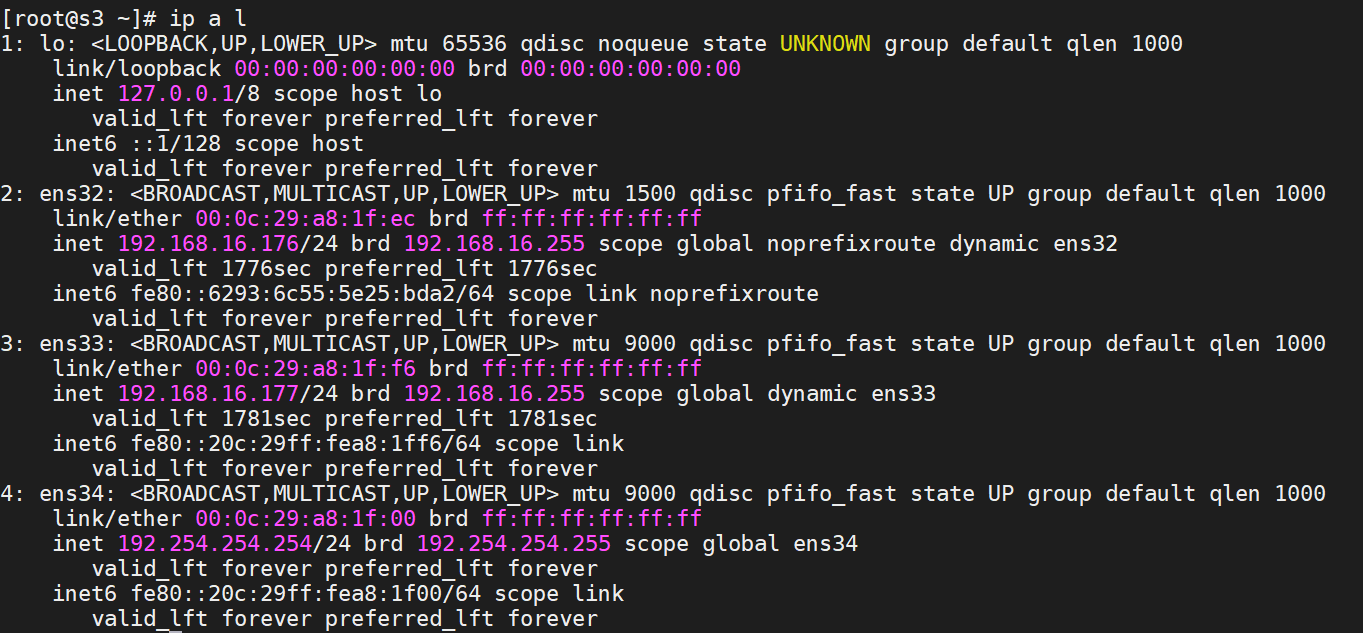 [root@s3 ~]# ip a l
1: lo: <LOOPBACK,UP,LOWER_UP> mtu 65536 qdisc noqueue state UNKNOWN group default qlen 1000
    link/loopback 00:00:00:00:00:00 brd 00:00:00:00:00:00
    inet 127.0.0.1/8 scope host lo
       valid_lft forever preferred_lft forever
    inet6 ::1/128 scope host
       valid_lft forever preferred_lft forever
2: ens32: <BROADCAST,MULTICAST,UP,LOWER_UP> mtu 1500 qdisc pfifo_fast state UP group default qlen 1000
    link/ether 00:0c:29:a8:1f:ec brd ff:ff:ff:ff:ff:ff
    inet 192.168.16.176/24 brd 192.168.16.255 scope global noprefixroute dynamic ens32
       valid_lft 1776sec preferred_lft 1776sec
    inet6 fe80::6293:6c55:5e25:bda2/64 scope link noprefixroute
       valid_lft forever preferred_lft forever
3: ens33: <BROADCAST,MULTICAST,UP,LOWER_UP> mtu 9000 qdisc pfifo_fast state UP group default qlen 1000
    link/ether 00:0c:29:a8:1f:f6 brd ff:ff:ff:ff:ff:ff
    inet 192.168.16.177/24 brd 192.168.16.255 scope global dynamic ens33
       valid_lft 1781sec preferred_lft 1781sec
    inet6 fe80::20c:29ff:fea8:1ff6/64 scope link
       valid_lft forever preferred_lft forever
4: ens34: <BROADCAST,MULTICAST,UP,LOWER_UP> mtu 9000 qdisc pfifo_fast state UP group default qlen 1000
    link/ether 00:0c:29:a8:1f:00 brd ff:ff:ff:ff:ff:ff
    inet 192.254.254.254/24 brd 192.254.254.255 scope global ens34
       valid_lft forever preferred_lft forever
    inet6 fe80::20c:29ff:fea8:1f00/64 scope link
       valid_lft forever preferred_lft forever